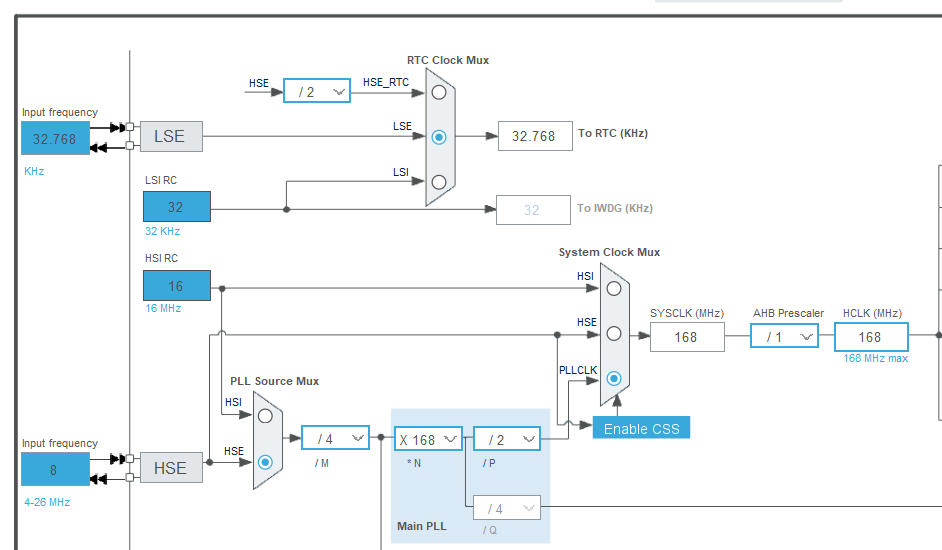 RTC Clock Mux
HSE
/ 2
HSE_RTC
Input frequency
32.768
KHz
LSE
LSE
32.768
To RTC (KHz)
LSI RC
LSI
32
32 KHz
32
To IWDG (KHz)
HSI RC
16
16 MHz
System Clock Mux
HSI
HSE
PLLCLK
SYSCLK (MHz)
168
AHB Prescaler
/ 1
HCLK (MHz)
168
168 MHz max
Enable CSS
PLL Source Mux
HSI
HSE
Input frequency
8
4-26 MHz
HSE
/ 4
/ M
X 168
* N
/ 2
/ P
/ 4
/ Q
Main PLL